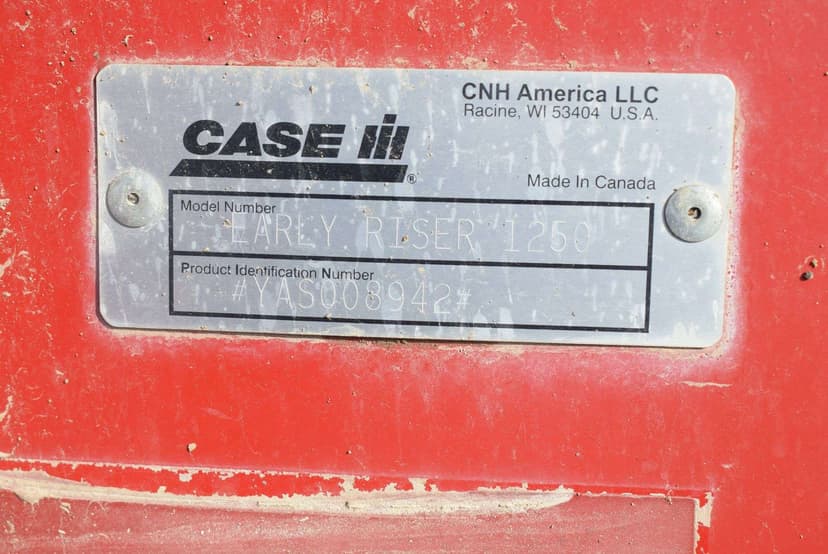 CNH America LLC
Racine, WI 53404 U.S.A.
CASE IH
®
Made In Canada
Model Number
EARLY RISER 1250
Product Identification Number
#YAS008942#